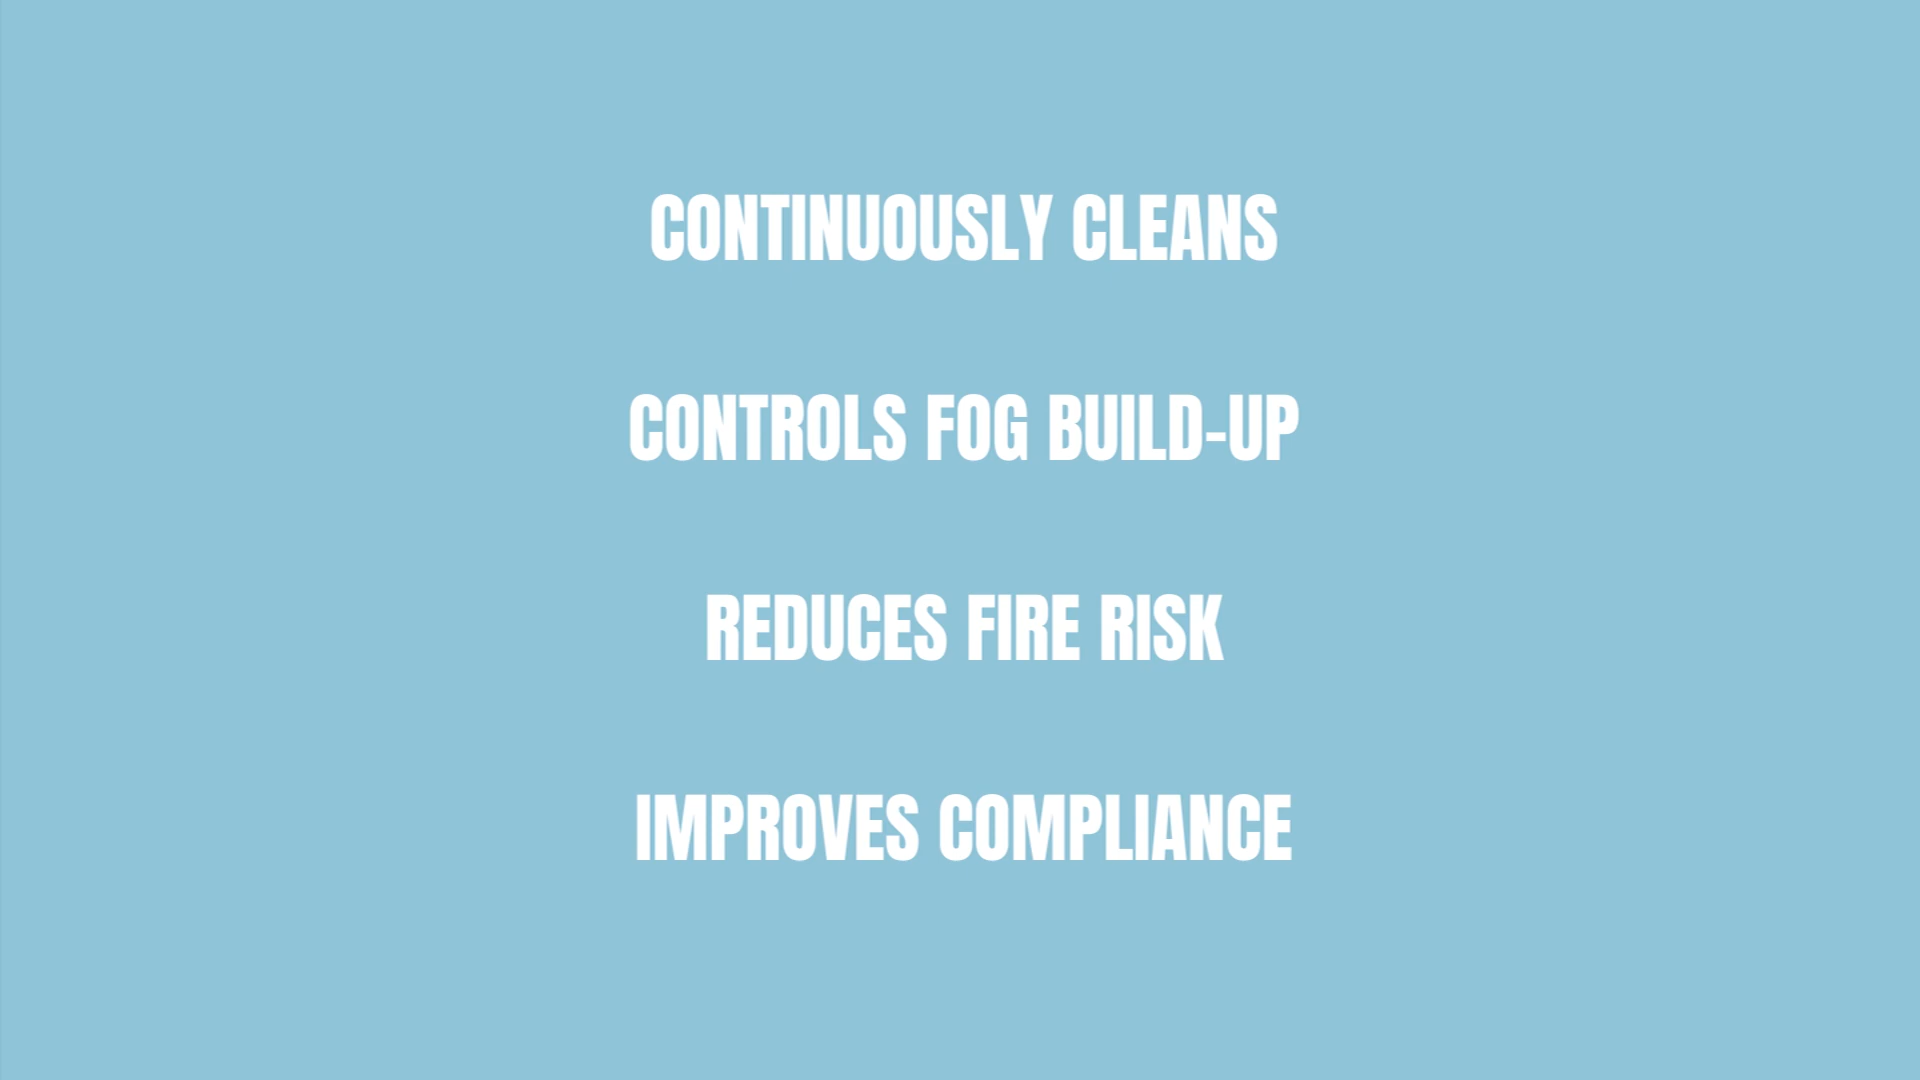 CONTINUOUSLY CLEANS
CONTROLS FOG BUILD-UP
REDUCES FIRE RISK
IMPROVES COMPLIANCE